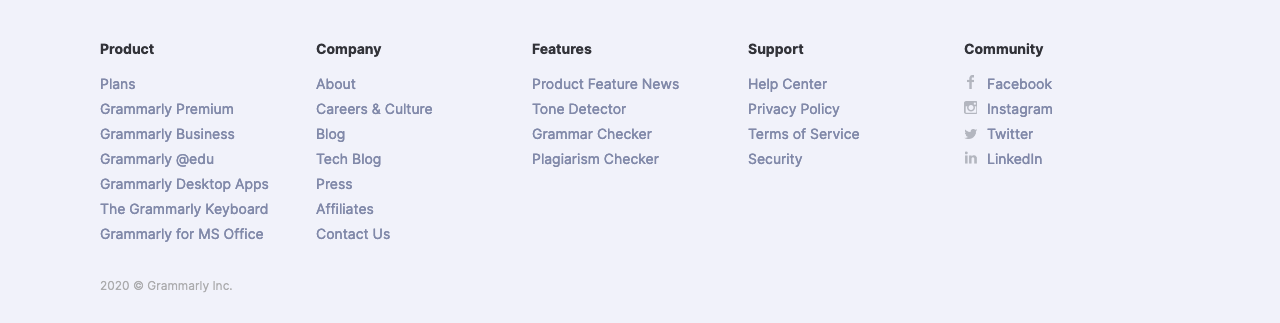 Product
Plans
Grammarly Premium
Grammarly Business
Grammarly @edu
Grammarly Desktop Apps
The Grammarly Keyboard
Grammarly for MS Office
Company
About
Careers & Culture
Blog
Tech Blog
Press
Affiliates
Contact Us
Features
Product Feature News
Tone Detector
Grammar Checker
Plagiarism Checker
Support
Help Center
Privacy Policy
Terms of Service
Security
Community
Facebook
Instagram
Twitter
LinkedIn
2020 © Grammarly Inc.